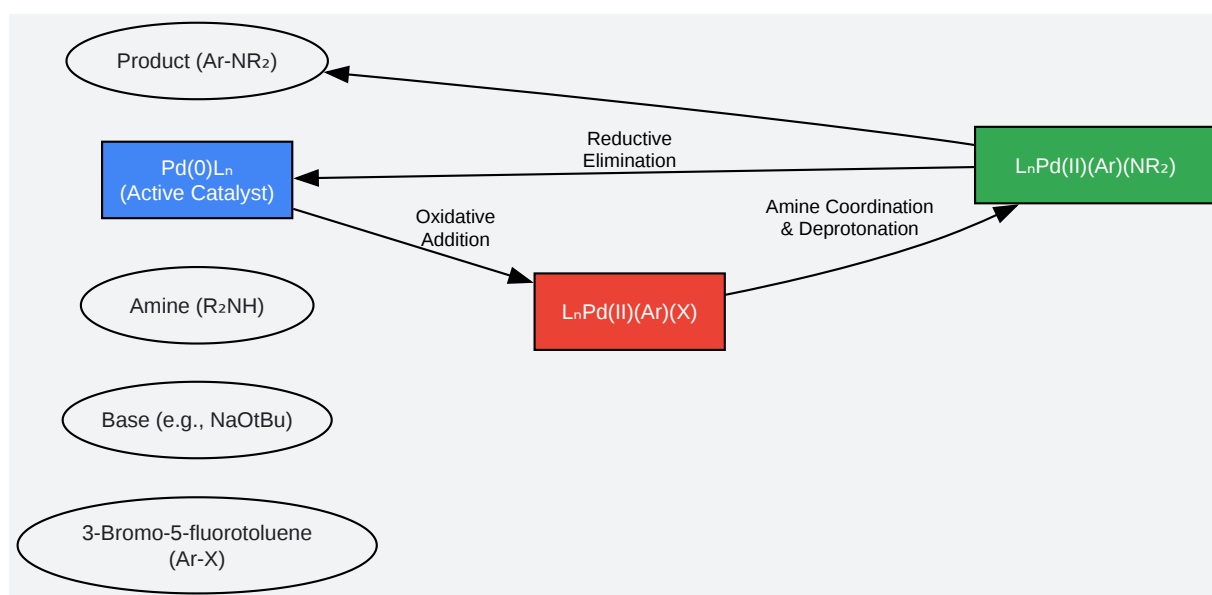 Product (Ar-NR₂)
Pd(0)Lₙ
(Active Catalyst)
Reductive
Elimination
LₙPd(II)(Ar)(NR₂)
Oxidative
Addition
Amine Coordination
& Deprotonation
Amine (R₂NH)
LₙPd(II)(Ar)(X)
Base (e.g., NaOtBu)
3-Bromo-5-fluorotoluene
(Ar-X)